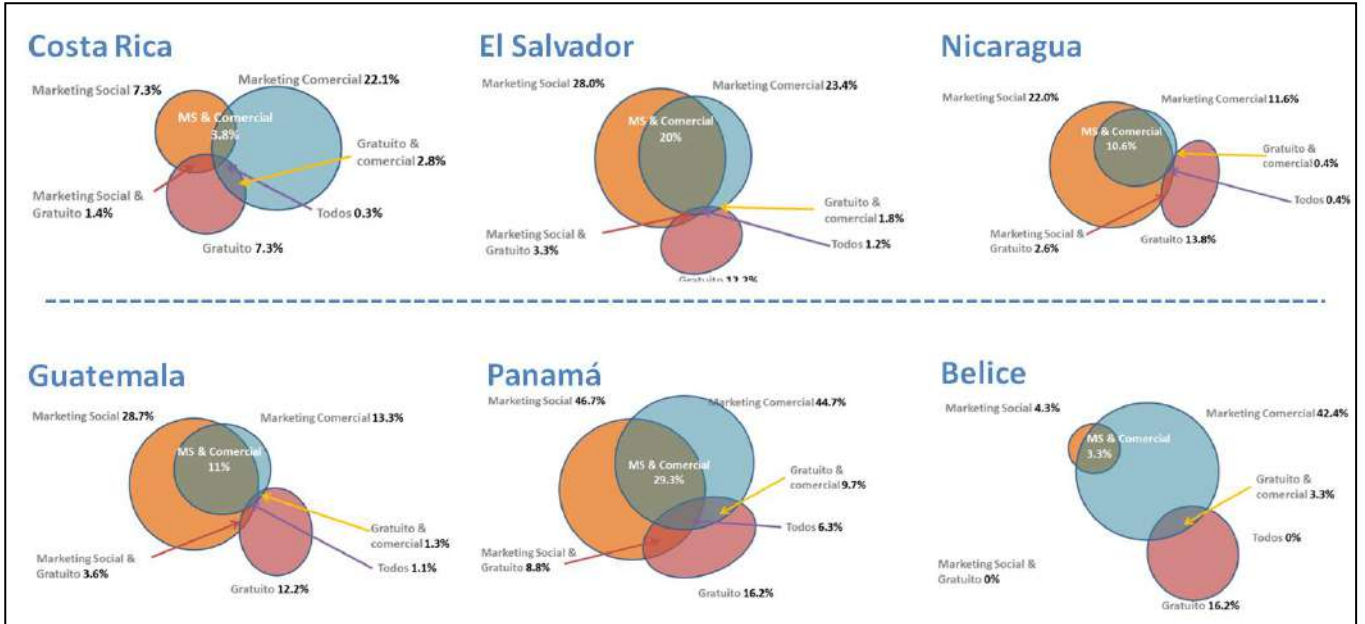 Costa Rica
Marketing Social 7.3%
Marketing Comercial 22.1%
MS & Comercial
3.8%
Gratuito &
comercial 2.8%
Marketing Social &
Gratuito 1.4%
Todos 0.3%
Gratuito 7.3%
El Salvador
Marketing Social 28.0%
Marketing Comercial 23.4%
MS & Comercial
20%
Gratuito &
comercial 1.8%
Marketing Social &
Gratuito 3.3%
Todos 1.2%
Gratuito 12.2%
Nicaragua
Marketing Social 22.0%
Marketing Comercial 11.6%
MS & Comercial
10.6%
Gratuito &
comercial 0.4%
Todos 0.4%
Marketing Social &
Gratuito 2.6%
Gratuito 13.8%
Guatemala
Marketing Social 28.7%
Marketing Comercial 13.3%
MS & Comercial
11%
Gratuito &
comercial 1.3%
Marketing Social &
Gratuito 3.6%
Todos 1.1%
Gratuito 12.2%
Panamá
Marketing Social 46.7%
Marketing Comercial 44.7%
MS & Comercial
29.3%
Gratuito &
comercial 9.7%
Todos 6.3%
Marketing Social &
Gratuito 8.8%
Gratuito 16.2%
Belice
Marketing Social 4.3%
Marketing Comercial 42.4%
MS & Comercial
3.3%
Gratuito &
comercial 3.3%
Todos 0%
Marketing Social &
Gratuito 0%
Gratuito 16.2%